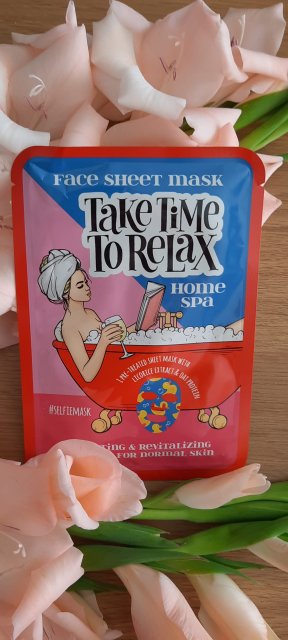 FACE SHEET MASK
TAKE TIME
TO RELAX
HOME
SPA
1 PRE-TREATED SHEET MASK WITH
LICORICE EXTRACT & OAT PROTEIN
#SELFIEMASK
& REVITALIZING
FOR NORMAL SKIN